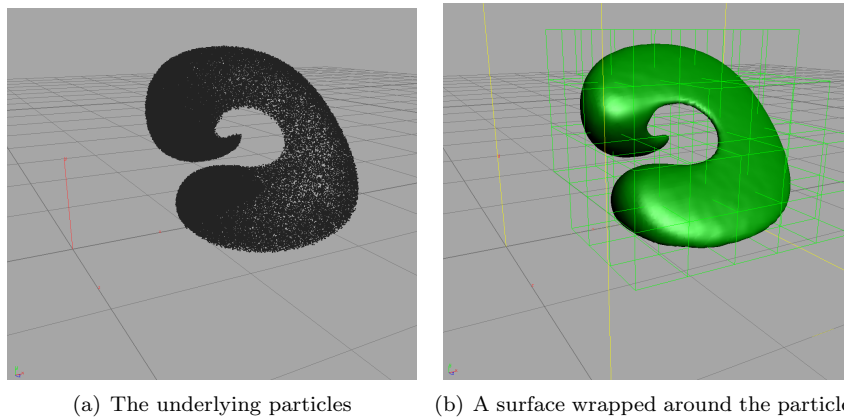 (a) The underlying particles
(b) A surface wrapped around the particle